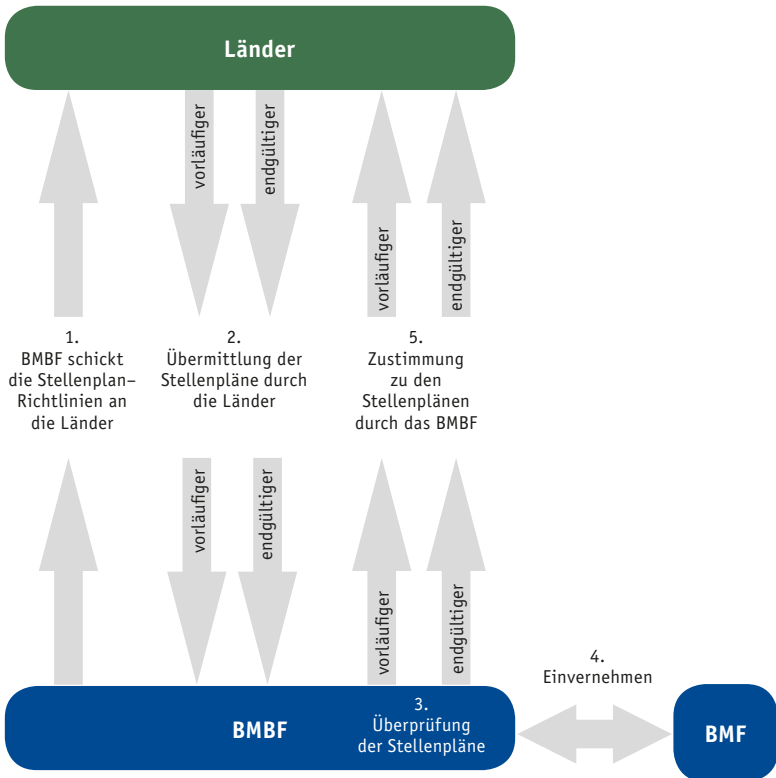 Länder
vorläufiger
endgültiger
vorläufiger
endgültiger
1.
BMBF schickt
die Stellenplan–
Richtlinien an
die Länder
2.
Übermittlung der
Stellenpläne durch
die Länder
5.
Zustimmung
zu den
Stellenplänen
durch das BMBF
vorläufiger
endgültiger
vorläufiger
endgültiger
BMBF
3.
Überprüfung
der Stellenpläne
4.
Einvernehmen
BMF